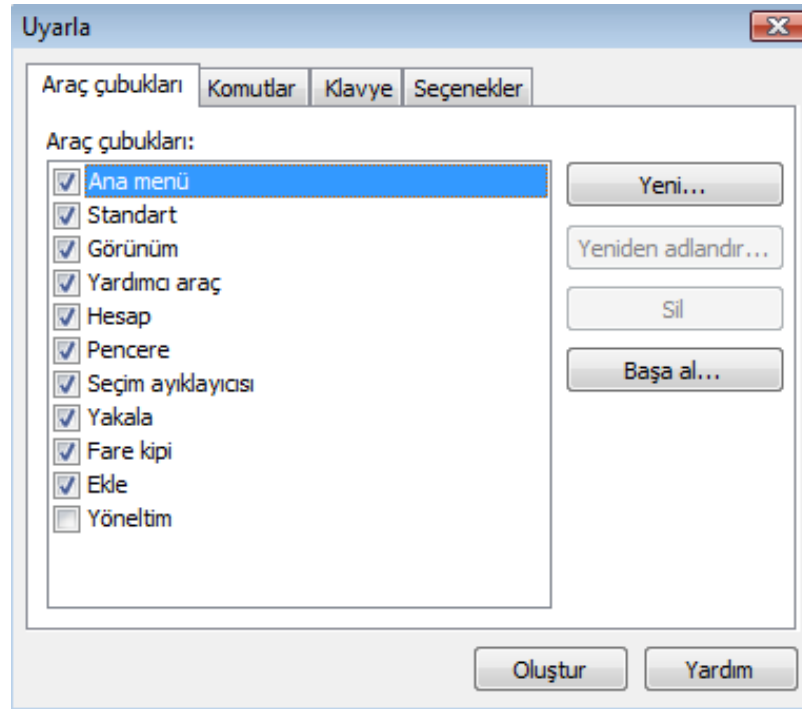 Uyarla
Araç çubukları
Komutlar
Klavye
Seçenekler
Araç çubukları:
Ana menü
Standart
Görünüm
Yardımcı araç
Hesap
Pencere
Seçim ayıklayıcısı
Yakala
Fare kipi
Ekle
Yöneltim
Yeni...
Yeniden adlandır...
Sil
Başa al...
Oluştur
Yardım